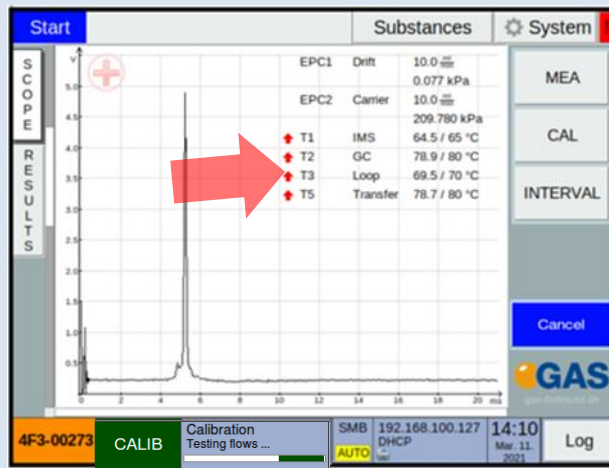 Start
Substances
System
SCOPE
RESULTS
V
EPC1 Drift 10.0
0.077 kPa
EPC2 Carrier 10.0
209.780 kPa
T1 IMS 64.5 / 65 °C
T2 GC 78.9 / 80 °C
T3 Loop 69.5 / 70 °C
T5 Transfer 78.7 / 80 °C
5.0
4.5
4.0
3.5
3.0
2.5
2.0
1.5
1.0
0.5
0 2 4 6 8 10 12 14 16 18 20 ms
MEA
CAL
INTERVAL
Cancel
GAS
gas-dortmund.de
4F3-00273
CALIB
Calibration
Testing flows ...
SMB 192.168.100.127
AUTO DHCP
14:10
Mar. 11.
2021
Log